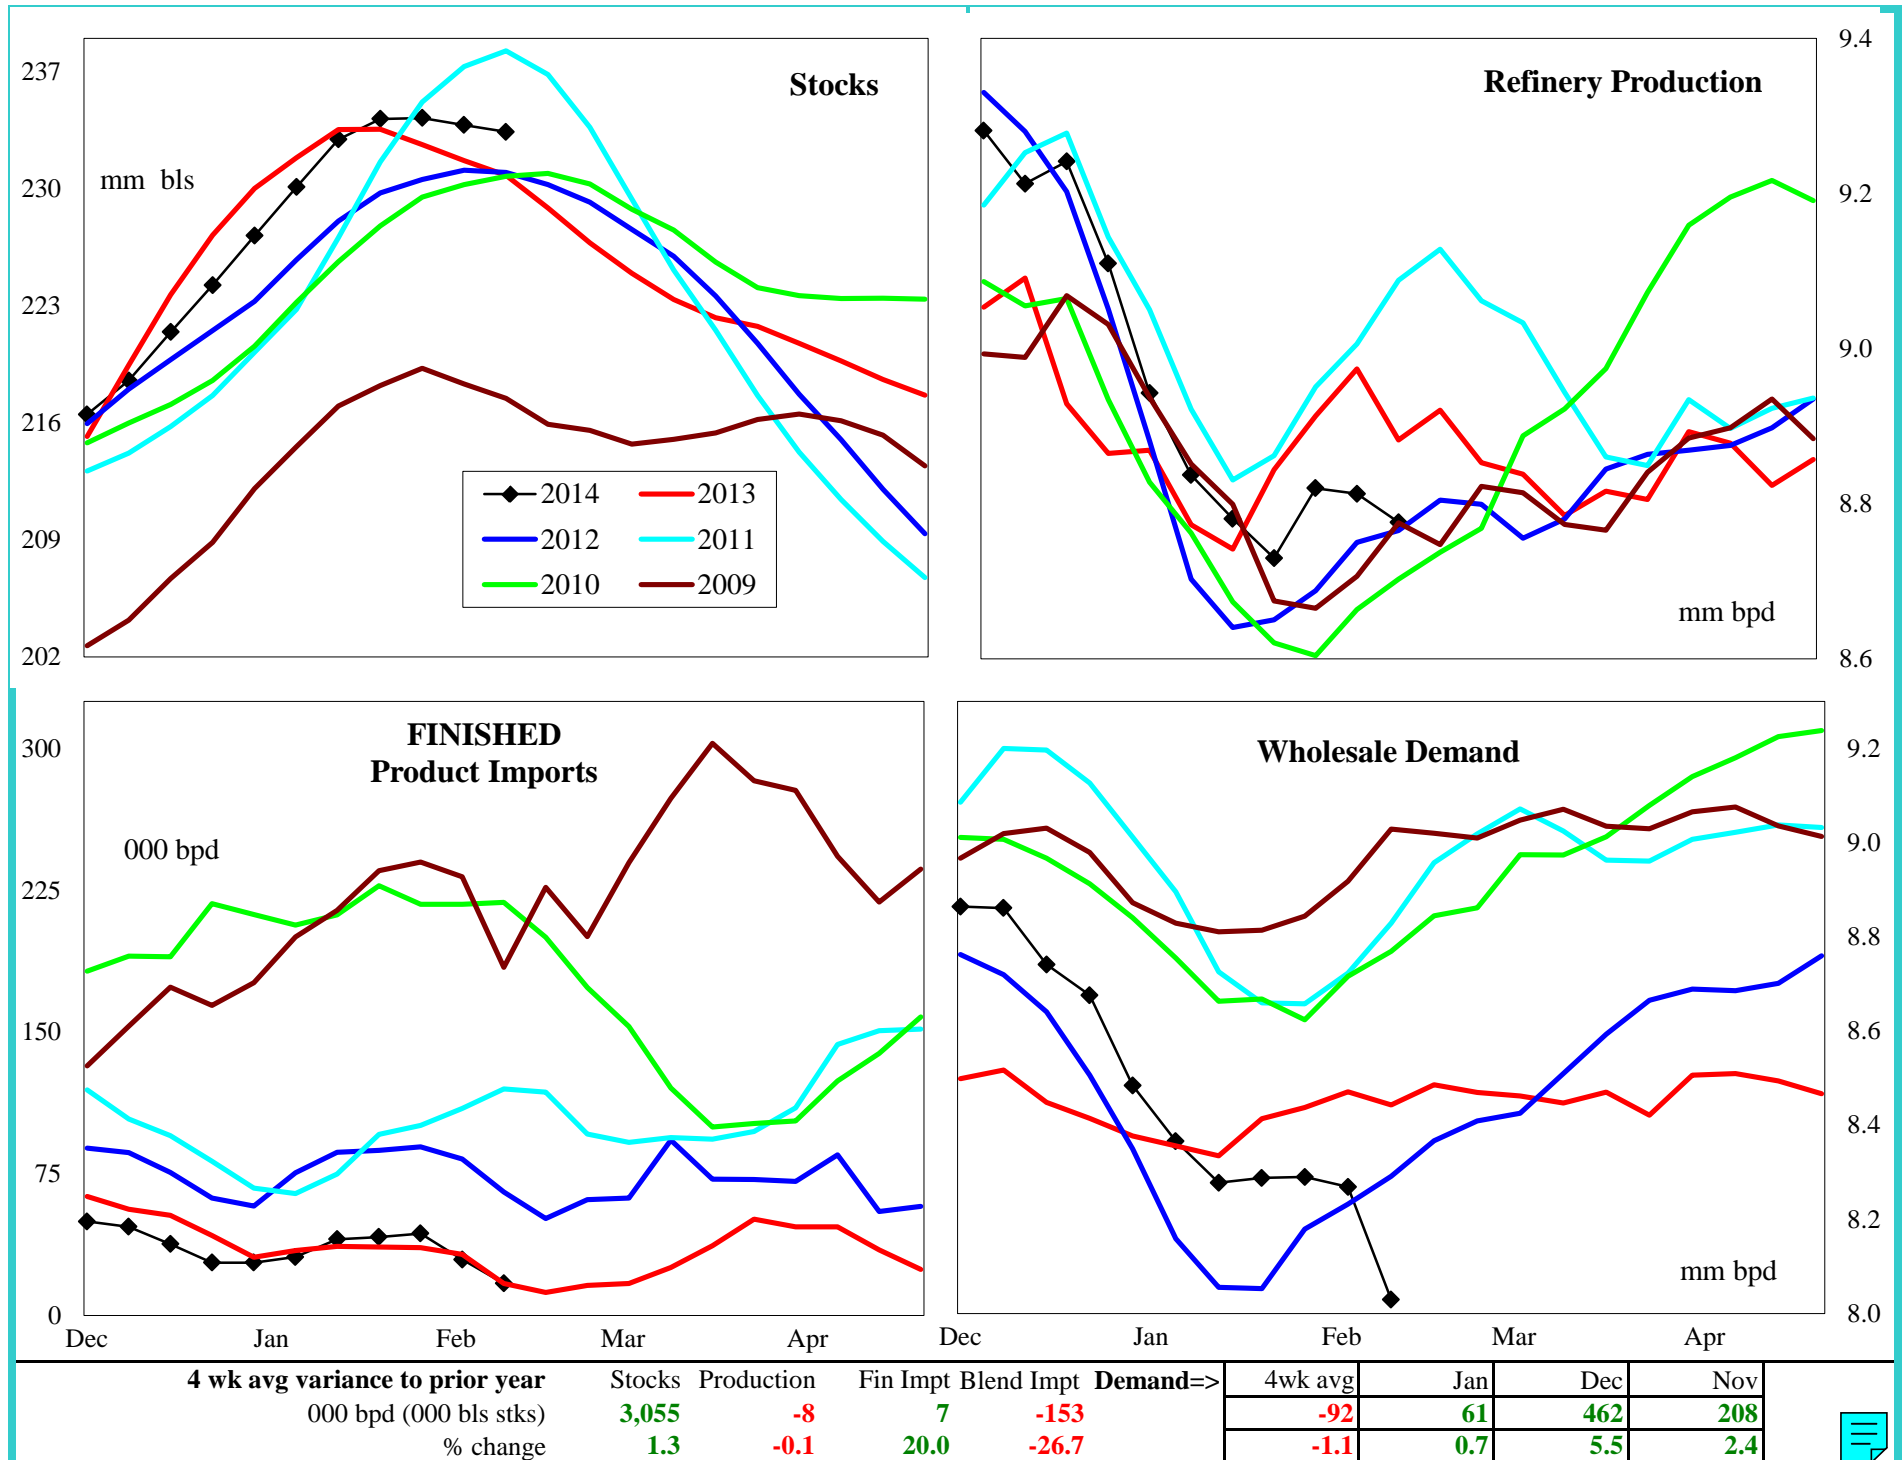 Stocks
mm bls
237
230
223
216
209
202
2014
2013
2012
2011
2010
2009
Refinery Production
mm bpd
9.4
9.2
9.0
8.8
8.6
FINISHED
Product Imports
000 bpd
300
225
150
75
0
Dec Jan Feb Mar Apr
Wholesale Demand
mm bpd
9.2
9.0
8.8
8.6
8.4
8.2
8.0
Dec Jan Feb Mar Apr
4 wk avg variance to prior year Stocks Production Fin Impt Blend Impt Demand=> 4wk avg Jan Dec Nov
000 bpd (000 bls stks) 3,055 -8 7 -153 -92 61 462 208
% change 1.3 -0.1 20.0 -26.7 -1.1 0.7 5.5 2.4